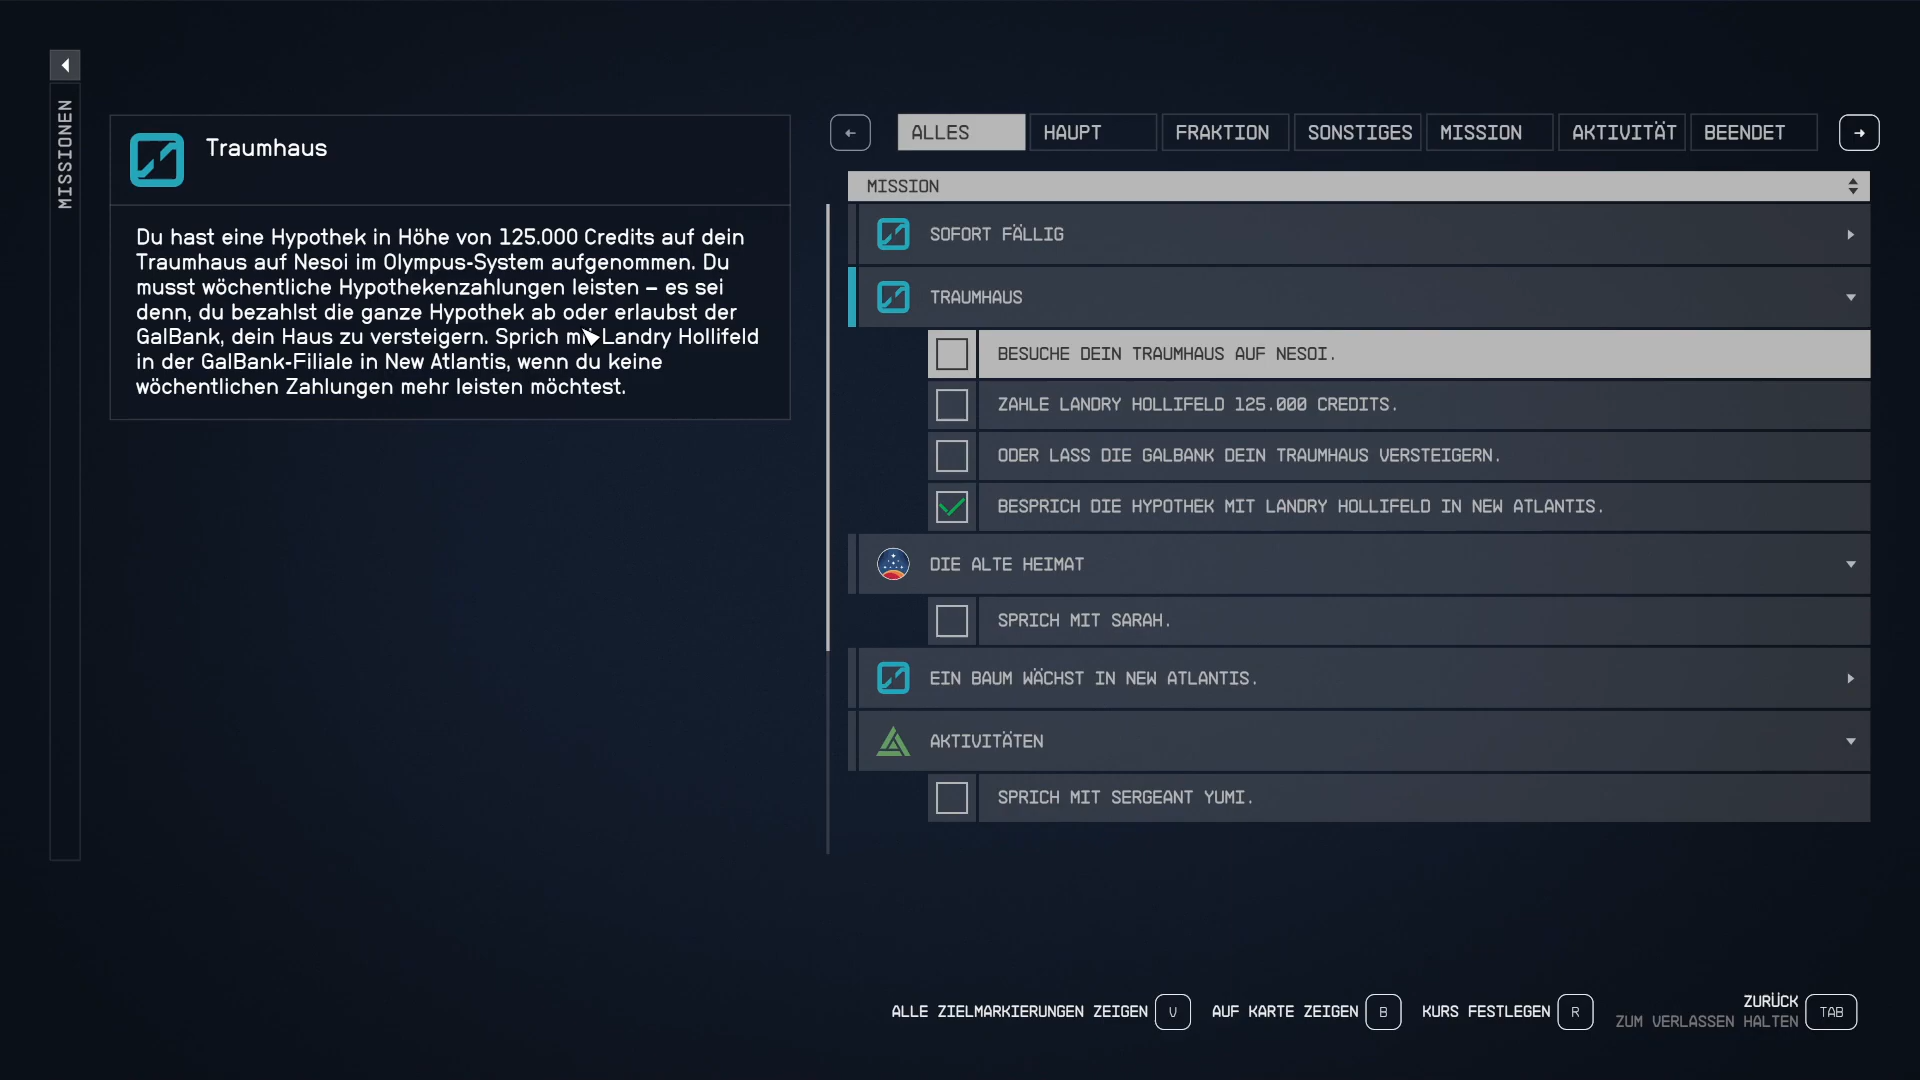 MISSIONEN
Traumhaus
Du hast eine Hypothek in Höhe von 125.000 Credits auf dein
Traumhaus auf Nesoi im Olympus-System aufgenommen. Du
musst wöchentliche Hypothekenzahlungen leisten – es sei
denn, du bezahlst die ganze Hypothek ab oder erlaubst der
GalBank, dein Haus zu versteigern. Sprich mit Landry Hollifeld
in der GalBank-Filiale in New Atlantis, wenn du keine
wöchentlichen Zahlungen mehr leisten möchtest.
ALLES HAUPT FRAKTION SONSTIGES MISSION AKTIVITÄT BEENDET
MISSION
SOFORT FÄLLIG
TRAUMHAUS
BESUCHE DEIN TRAUMHAUS AUF NESOI.
ZAHLE LANDRY HOLLIFELD 125.000 CREDITS.
ODER LASS DIE GALBANK DEIN TRAUMHAUS VERSTEIGERN.
BESPRICH DIE HYPOTHEK MIT LANDRY HOLLIFELD IN NEW ATLANTIS.
DIE ALTE HEIMAT
SPRICH MIT SARAH.
EIN BAUM WÄCHST IN NEW ATLANTIS.
AKTIVITÄTEN
SPRICH MIT SERGEANT YUMI.
ALLE ZIELMARKIERUNGEN ZEIGEN V AUF KARTE ZEIGEN B KURS FESTLEGEN R ZURÜCK TAB
ZUM VERLASSEN HALTEN